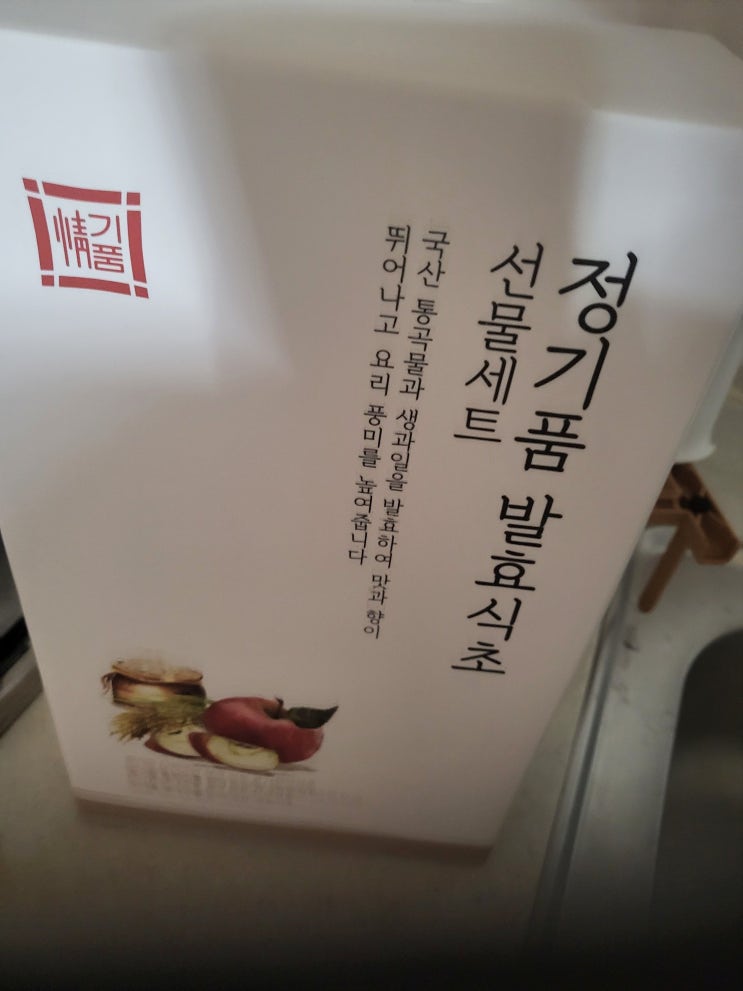 情기품
정기품 발효식초
선물세트
국산 통곡물과 생과일을 발효하여 맛과 향이
뛰어나고 요리 풍미를 높여줍니다